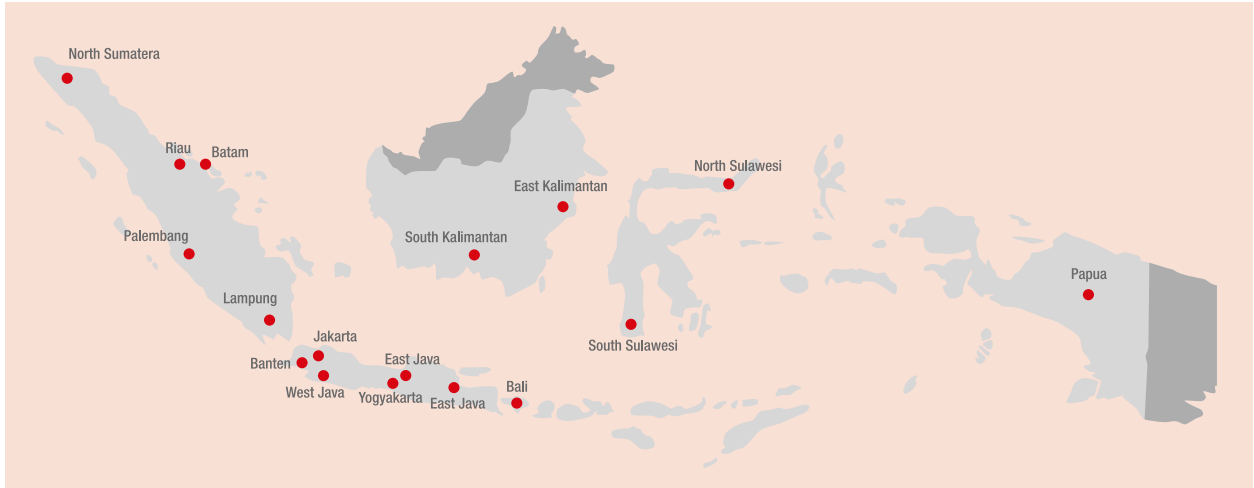 North Sumatera
Riau
Batam
North Sulawesi
East Kalimantan
Palembang
South Kalimantan
Papua
Lampung
Jakarta
South Sulawesi
Banten
East Java
West Java
Yogyakarta
East Java
Bali